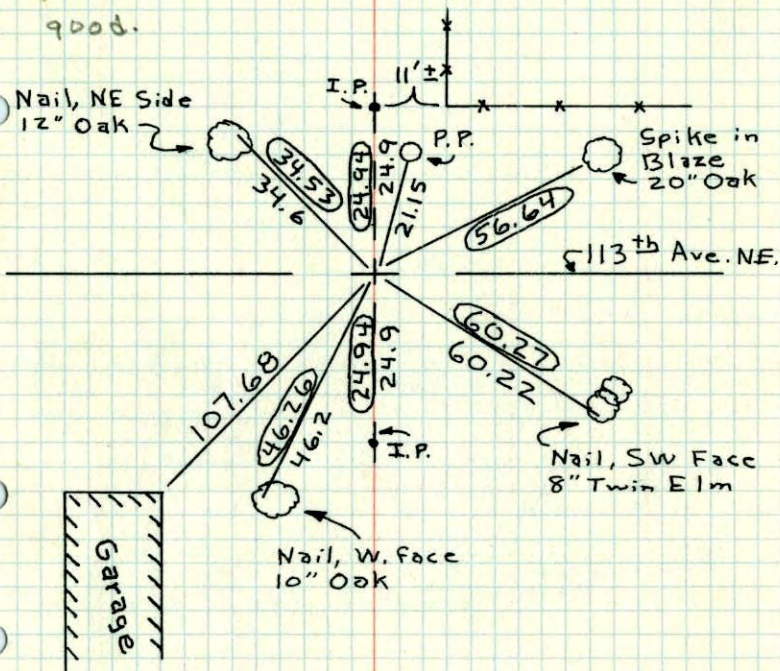 good.
I.P.
11' ±
Nail, NE Side
12" Oak
P.P.
Spike in
Blaze
20" Oak
34.53
34.6
24.94
24.9
21.15
56.64
113th Ave. NE.
60.27
60.22
24.94
24.9
107.68
46.26
46.2
I.P.
Nail, SW Face
8" Twin Elm
Nail, W. Face
10" Oak
Garage